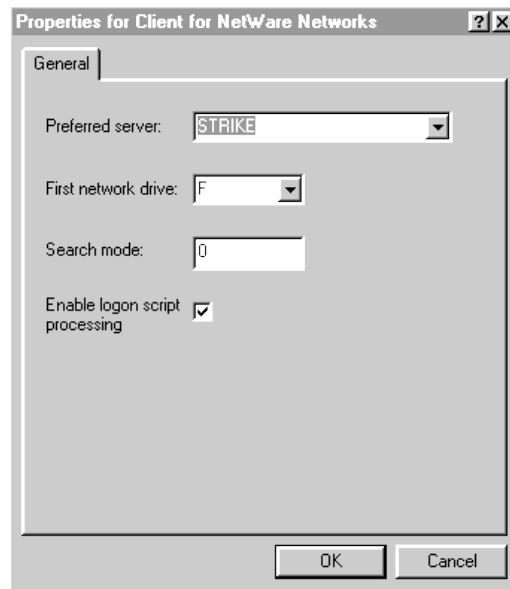 Properties for Client for NetWare Networks
General
Preferred server: STRIKE
First network drive: F
Search mode: 0
Enable logon script
processing
OK Cancel